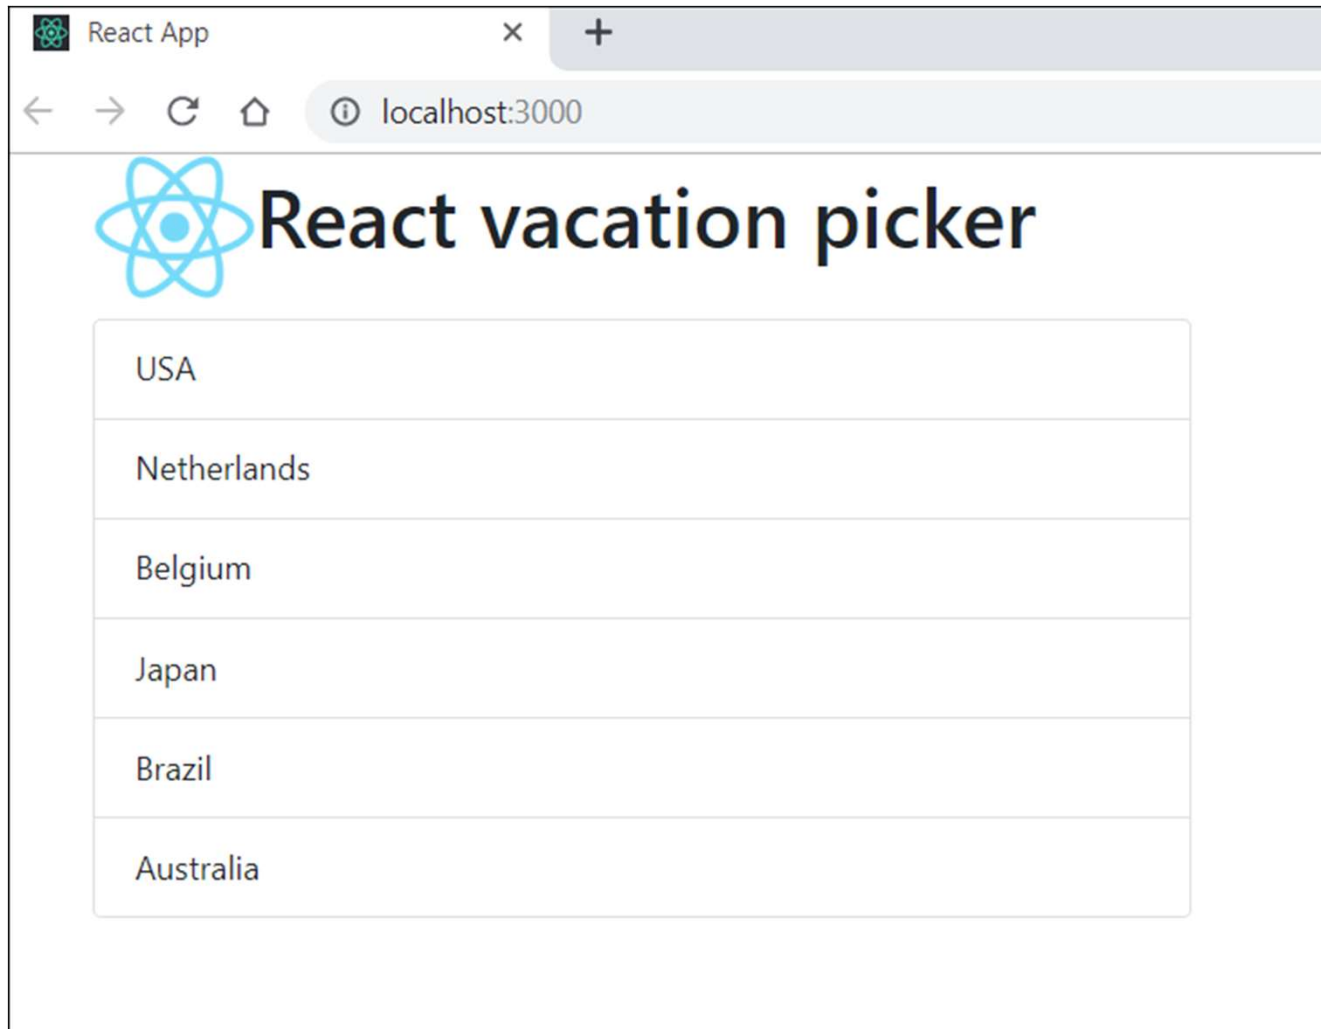 React App
localhost:3000
React vacation picker
USA
Netherlands
Belgium
Japan
Brazil
Australia